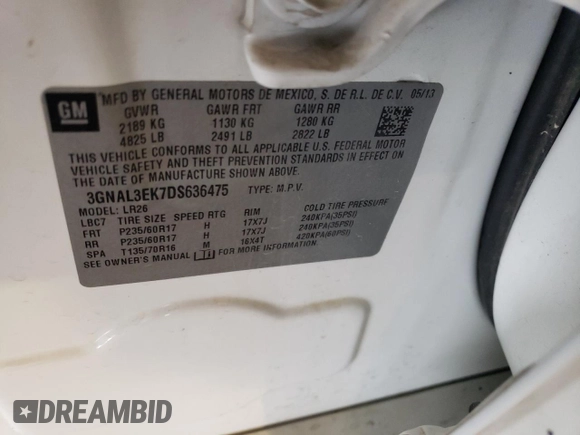 GM
MFD BY GENERAL MOTORS DE MEXICO, S. DE R.L. DE C.V. 05/13
GVWR GAWR FRT GAWR RR
2189 KG 1130 KG 1280 KG
4825 LB 2491 LB 2822 LB
THIS VEHICLE CONFORMS TO ALL APPLICABLE U.S. FEDERAL MOTOR
VEHICLE SAFETY AND THEFT PREVENTION STANDARDS IN EFFECT ON
THE DATE OF MANUFACTURE SHOWN ABOVE.
3GNAL3EK7DS636475 TYPE: M.P.V.
MODEL: LR26
LBC7 TIRE SIZE SPEED RTG RIM COLD TIRE PRESSURE
FRT P235/60R17 H 17X7J 240KPA(35PSI)
RR P235/60R17 H 17X7J 240KPA(35PSI)
SPA T135/70R16 M 16X4T 420KPA(60PSI)
SEE OWNER'S MANUAL FOR MORE INFORMATION.
DREAMBID